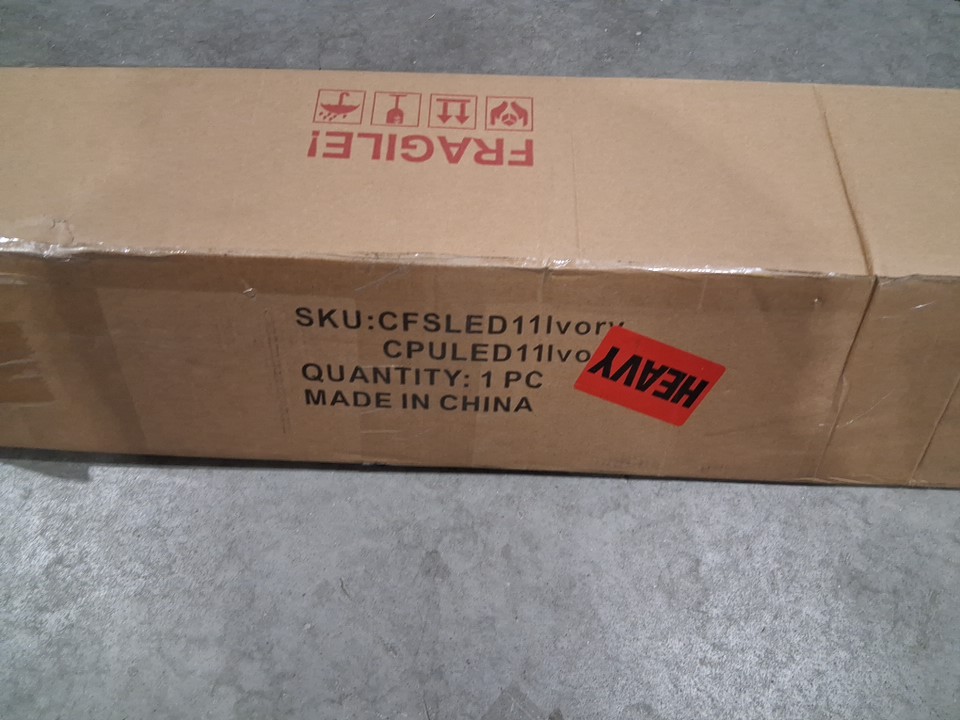 FRAGILE!
SKU:CFSLED11Ivory
CPULED11Ivo
QUANTITY: 1 PC
MADE IN CHINA
HEAVY